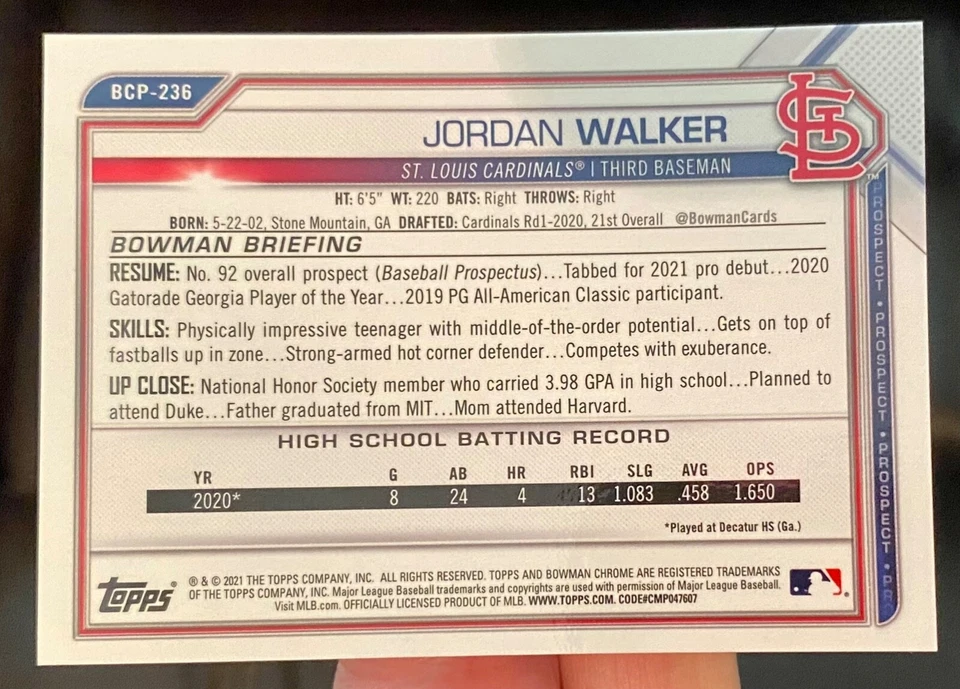 BCP-236
JORDAN WALKER
ST. LOUIS CARDINALS® | THIRD BASEMAN
STL
™
HT: 6'5" WT: 220 BATS: Right THROWS: Right
BORN: 5-22-02, Stone Mountain, GA DRAFTED: Cardinals Rd1-2020, 21st Overall @BowmanCards
BOWMAN BRIEFING
RESUME: No. 92 overall prospect (Baseball Prospectus)...Tabbed for 2021 pro debut...2020
Gatorade Georgia Player of the Year...2019 PG All-American Classic participant.
SKILLS: Physically impressive teenager with middle-of-the-order potential...Gets on top of
fastballs up in zone...Strong-armed hot corner defender...Competes with exuberance.
UP CLOSE: National Honor Society member who carried 3.98 GPA in high school...Planned to
attend Duke...Father graduated from MIT...Mom attended Harvard.
HIGH SCHOOL BATTING RECORD
YR G AB HR RBI SLG AVG OPS
2020* 8 24 4 13 1.083 .458 1.650
*Played at Decatur HS (Ga.)
Topps®
® & © 2021 THE TOPPS COMPANY, INC. ALL RIGHTS RESERVED. TOPPS AND BOWMAN CHROME ARE REGISTERED TRADEMARKS
OF THE TOPPS COMPANY, INC. Major League Baseball trademarks and copyrights are used with permission of Major League Baseball.
Visit MLB.com. OFFICIALLY LICENSED PRODUCT OF MLB. WWW.TOPPS.COM. CODE#CMP047607
®
PROSPECT • PROSPECT • PROSPECT • PR